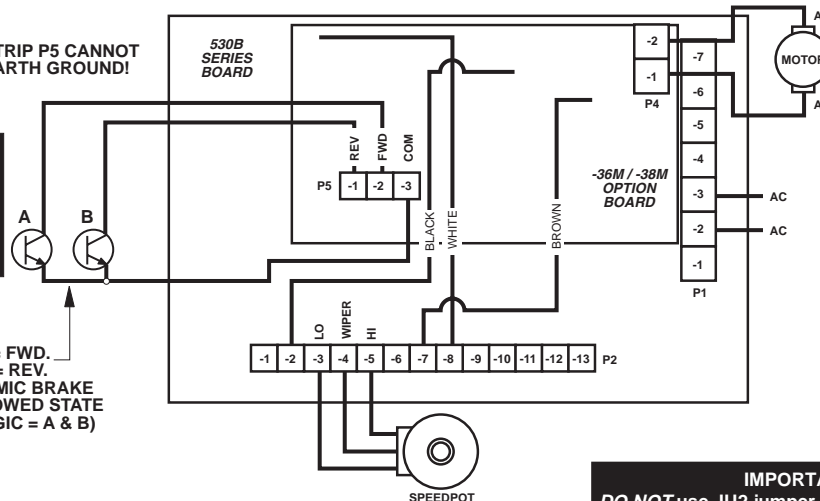 TRIP P5 CANNOT
ARTH GROUND!
530B
SERIES
BOARD
-2
-1
P4
-7
-6
-5
-4
-3
-2
-1
P1
MOTOR
A
A
AC
AC
-36M / -38M
OPTION
BOARD
REV
FWD
COM
P5
-1 -2 -3
A
B
BLACK
WHITE
BROWN
= FWD.
= REV.
MIC BRAKE
OWED STATE
GIC = A & B)
LO
WIPER
HI
-1 -2 -3 -4 -5 -6 -7 -8 -9 -10 -11 -12 -13 P2
SPEEDPOT
IMPORTA
DO NOT use JU2 jumper